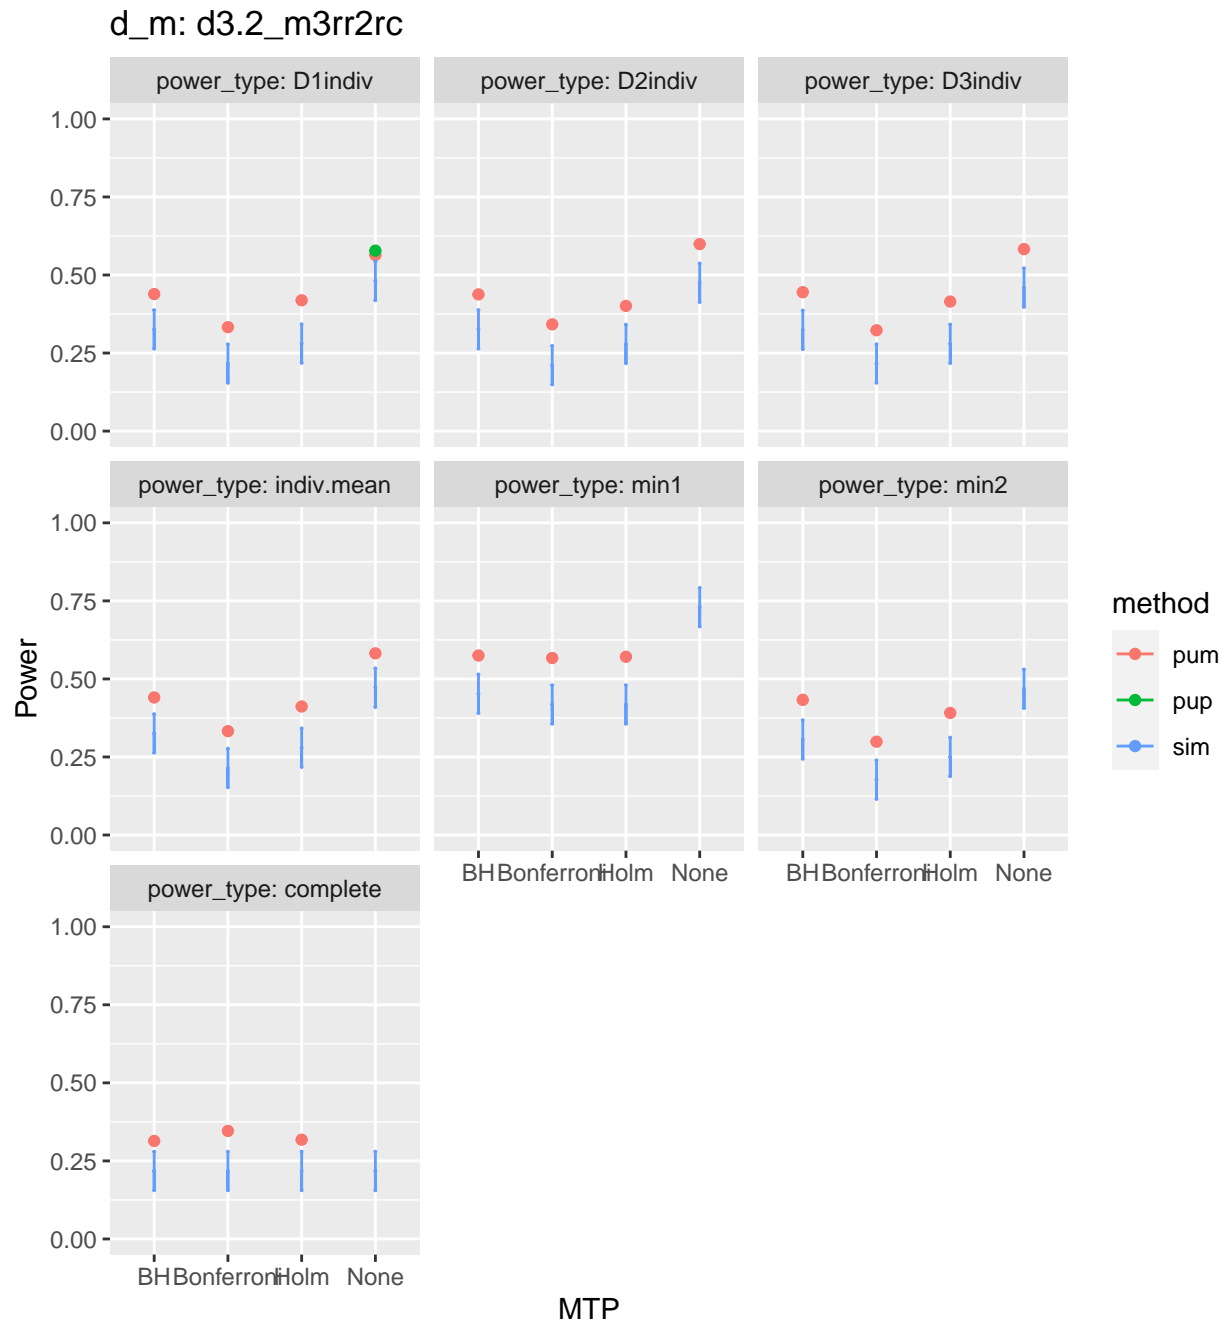 d_m: d3.2_m3rr2rc
power_type: D1indiv
power_type: D2indiv
power_type: D3indiv
1.00
0.75
0.50
0.25
0.00
power_type: indiv.mean
power_type: min1
power_type: min2
1.00
0.75
0.50
0.25
0.00
BH Bonferroni Holm None
BH Bonferroni Holm None
power_type: complete
1.00
0.75
0.50
0.25
0.00
BH Bonferroni Holm None
Power
MTP
method
pum
pup
sim